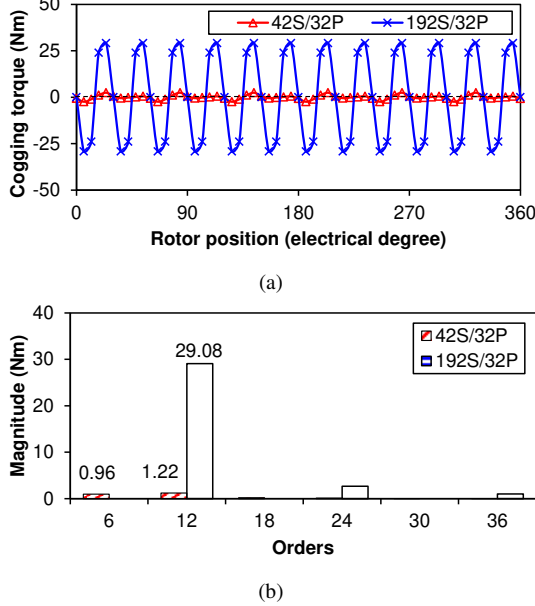 42S/32P 192S/32P
50
25
0
-25
-50
Cogging torque (Nm)
0 90 180 270 360
Rotor position (electrical degree)
(a)
40
30
20
10
0
Magnitude (Nm)
42S/32P
192S/32P
29.08
0.96 1.22
6 12 18 24 30 36
Orders
(b)